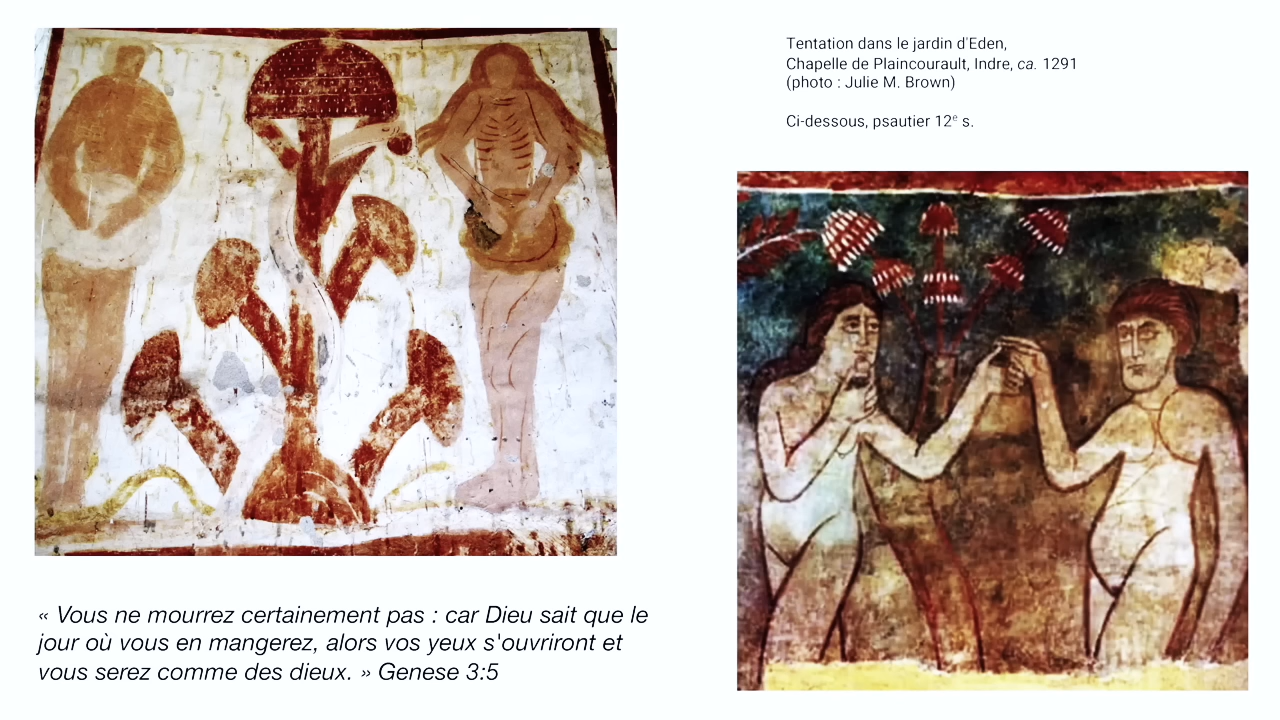 Tentation dans le jardin d'Eden,
Chapelle de Plaincourault, Indre, ca. 1291
(photo : Julie M. Brown)
Ci-dessous, psautier 12e s.
« Vous ne mourrez certainement pas : car Dieu sait que le
jour où vous en mangerez, alors vos yeux s'ouvriront et
vous serez comme des dieux. » Genese 3:5